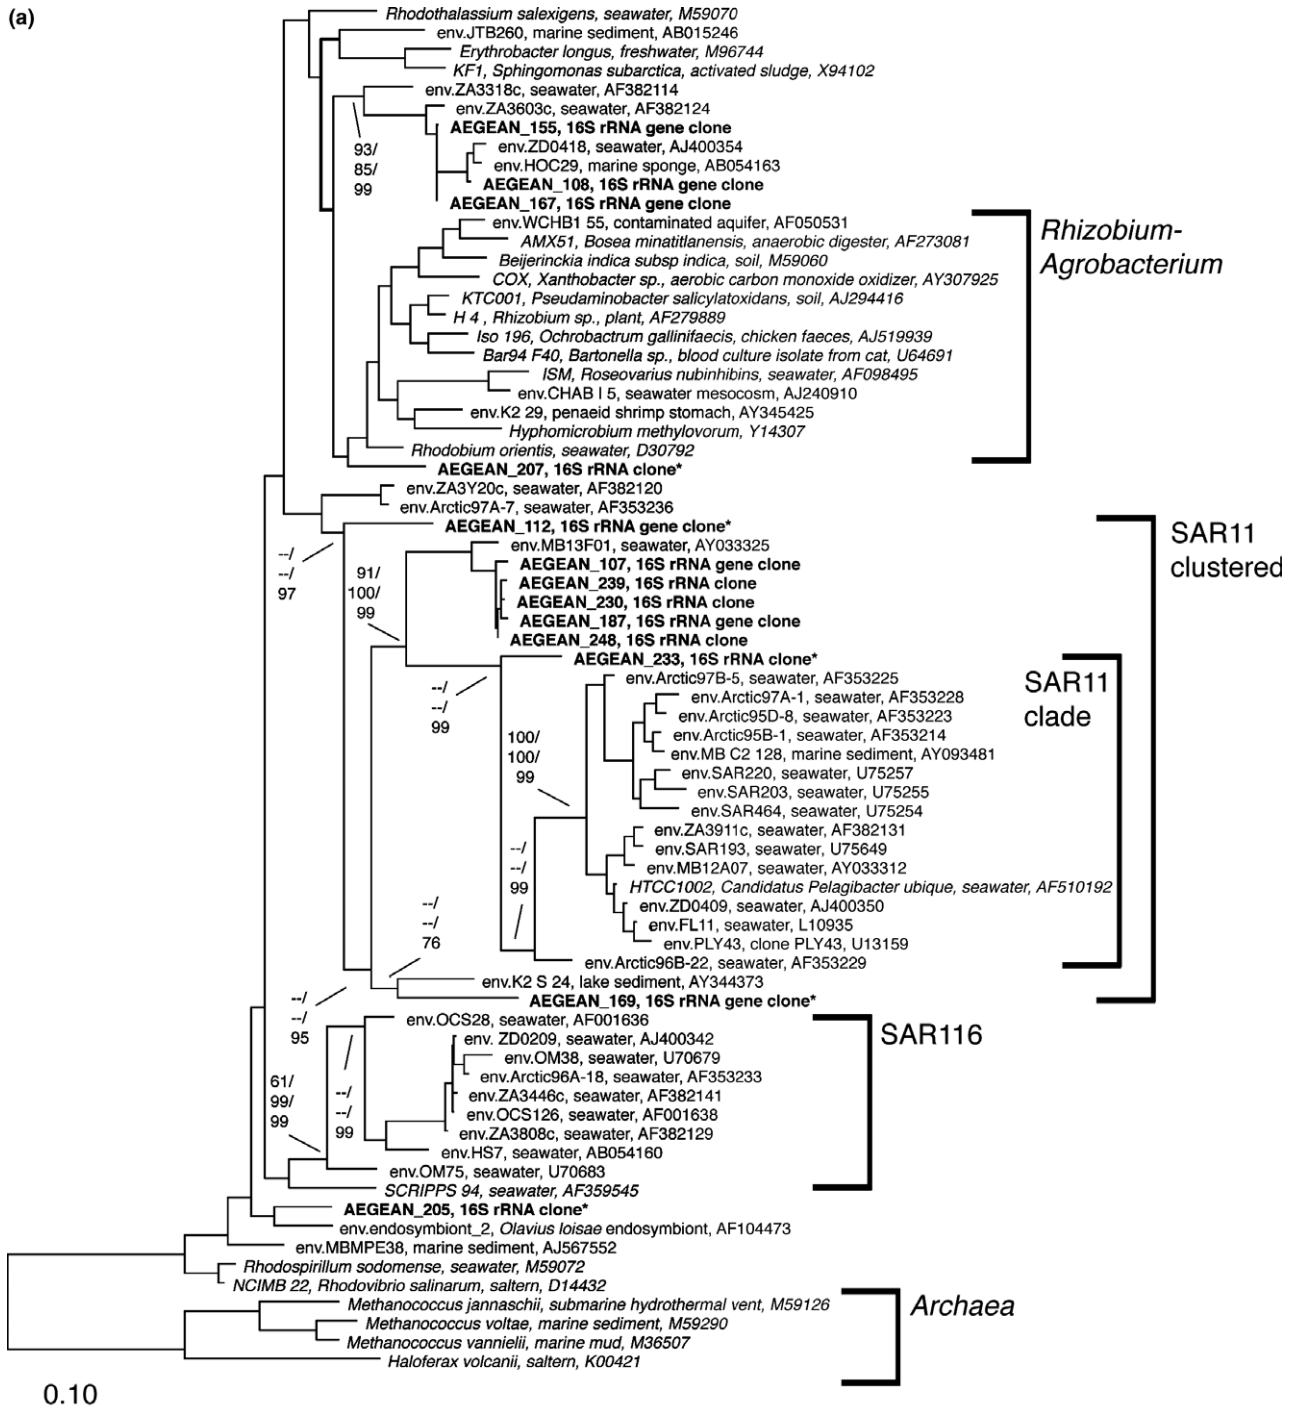 (a)
Rhodothalassium salexigens, seawater, M59070
env.JTB260, marine sediment, AB015246
Erythrobacter longus, freshwater, M96744
KF1, Sphingomonas subarctica, activated sludge, X94102
env.ZA3318c, seawater, AF382114
env.ZA3603c, seawater, AF382124
AEGEAN_155, 16S rRNA gene clone
env.ZD0418, seawater, AJ400354
env.HOC29, marine sponge, AB054163
AEGEAN_108, 16S rRNA gene clone
AEGEAN_167, 16S rRNA gene clone
93/
85/
99
env.WCHB1 55, contaminated aquifer, AF050531
AMX51, Bosea minatitlanensis, anaerobic digester, AF273081
Beijerinckia indica subsp indica, soil, M59060
COX, Xanthobacter sp., aerobic carbon monoxide oxidizer, AY307925
KTC001, Pseudaminobacter salicylatoxidans, soil, AJ294416
H 4 , Rhizobium sp., plant, AF279889
Iso 196, Ochrobactrum gallinifaecis, chicken faeces, AJ519939
Bar94 F40, Bartonella sp., blood culture isolate from cat, U64691
ISM, Roseovarius nubinhibins, seawater, AF098495
env.CHAB I 5, seawater mesocosm, AJ240910
env.K2 29, penaeid shrimp stomach, AY345425
Hyphomicrobium methylovorum, Y14307
Rhodobium orientis, seawater, D30792
AEGEAN_207, 16S rRNA clone*
Rhizobium-
Agrobacterium
env.ZA3Y20c, seawater, AF382120
env.Arctic97A-7, seawater, AF353236
AEGEAN_112, 16S rRNA gene clone*
--/
--/
97
env.MB13F01, seawater, AY033325
AEGEAN_107, 16S rRNA gene clone
AEGEAN_239, 16S rRNA clone
AEGEAN_230, 16S rRNA clone
AEGEAN_187, 16S rRNA gene clone
AEGEAN_248, 16S rRNA clone
91/
100/
99
SAR11
clustered
AEGEAN_233, 16S rRNA clone*
--/
--/
99
env.Arctic97B-5, seawater, AF353225
env.Arctic97A-1, seawater, AF353228
env.Arctic95D-8, seawater, AF353223
env.Arctic95B-1, seawater, AF353214
env.MB C2 128, marine sediment, AY093481
env.SAR220, seawater, U75257
env.SAR203, seawater, U75255
env.SAR464, seawater, U75254
100/
100/
99
SAR11
clade
env.ZA3911c, seawater, AF382131
env.SAR193, seawater, U75649
env.MB12A07, seawater, AY033312
HTCC1002, Candidatus Pelagibacter ubique, seawater, AF510192
env.ZD0409, seawater, AJ400350
env.FL11, seawater, L10935
env.PLY43, clone PLY43, U13159
env.Arctic96B-22, seawater, AF353229
--/
--/
99
--/
--/
76
env.K2 S 24, lake sediment, AY344373
AEGEAN_169, 16S rRNA gene clone*
--/
--/
95
env.OCS28, seawater, AF001636
env. ZD0209, seawater, AJ400342
env.OM38, seawater, U70679
env.Arctic96A-18, seawater, AF353233
env.ZA3446c, seawater, AF382141
env.OCS126, seawater, AF001638
env.ZA3808c, seawater, AF382129
env.HS7, seawater, AB054160
env.OM75, seawater, U70683
SCRIPPS 94, seawater, AF359545
SAR116
61/
99/
99
--/
--/
99
AEGEAN_205, 16S rRNA clone*
env.endosymbiont_2, Olavius loisae endosymbiont, AF104473
env.MBMPE38, marine sediment, AJ567552
Rhodospirillum sodomense, seawater, M59072
NCIMB 22, Rhodovibrio salinarum, saltern, D14432
Methanococcus jannaschii, submarine hydrothermal vent, M59126
Methanococcus voltae, marine sediment, M59290
Methanococcus vannielii, marine mud, M36507
Haloferax volcanii, saltern, K00421
Archaea
0.10